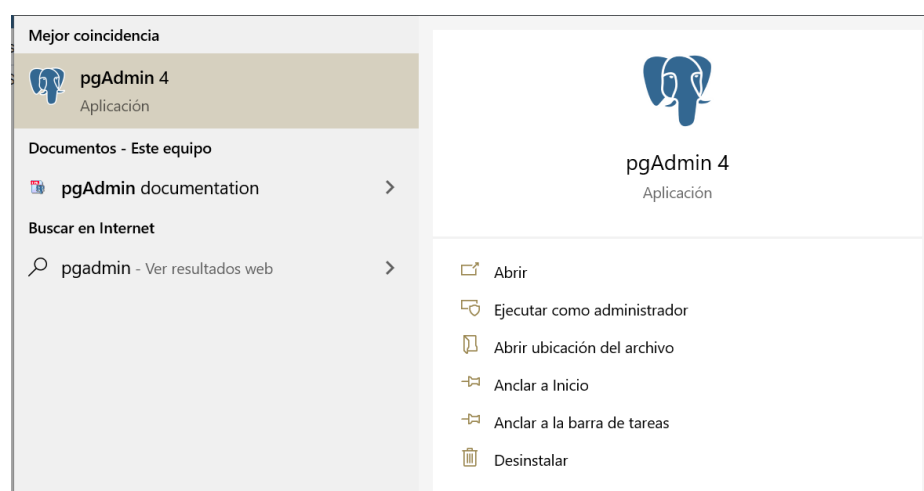 Mejor coincidencia
pgAdmin 4
Aplicación
Documentos - Este equipo
pgAdmin documentation
Buscar en Internet
pgadmin - Ver resultados web
pgAdmin 4
Aplicación
Abrir
Ejecutar como administrador
Abrir ubicación del archivo
Anclar a Inicio
Anclar a la barra de tareas
Desinstalar